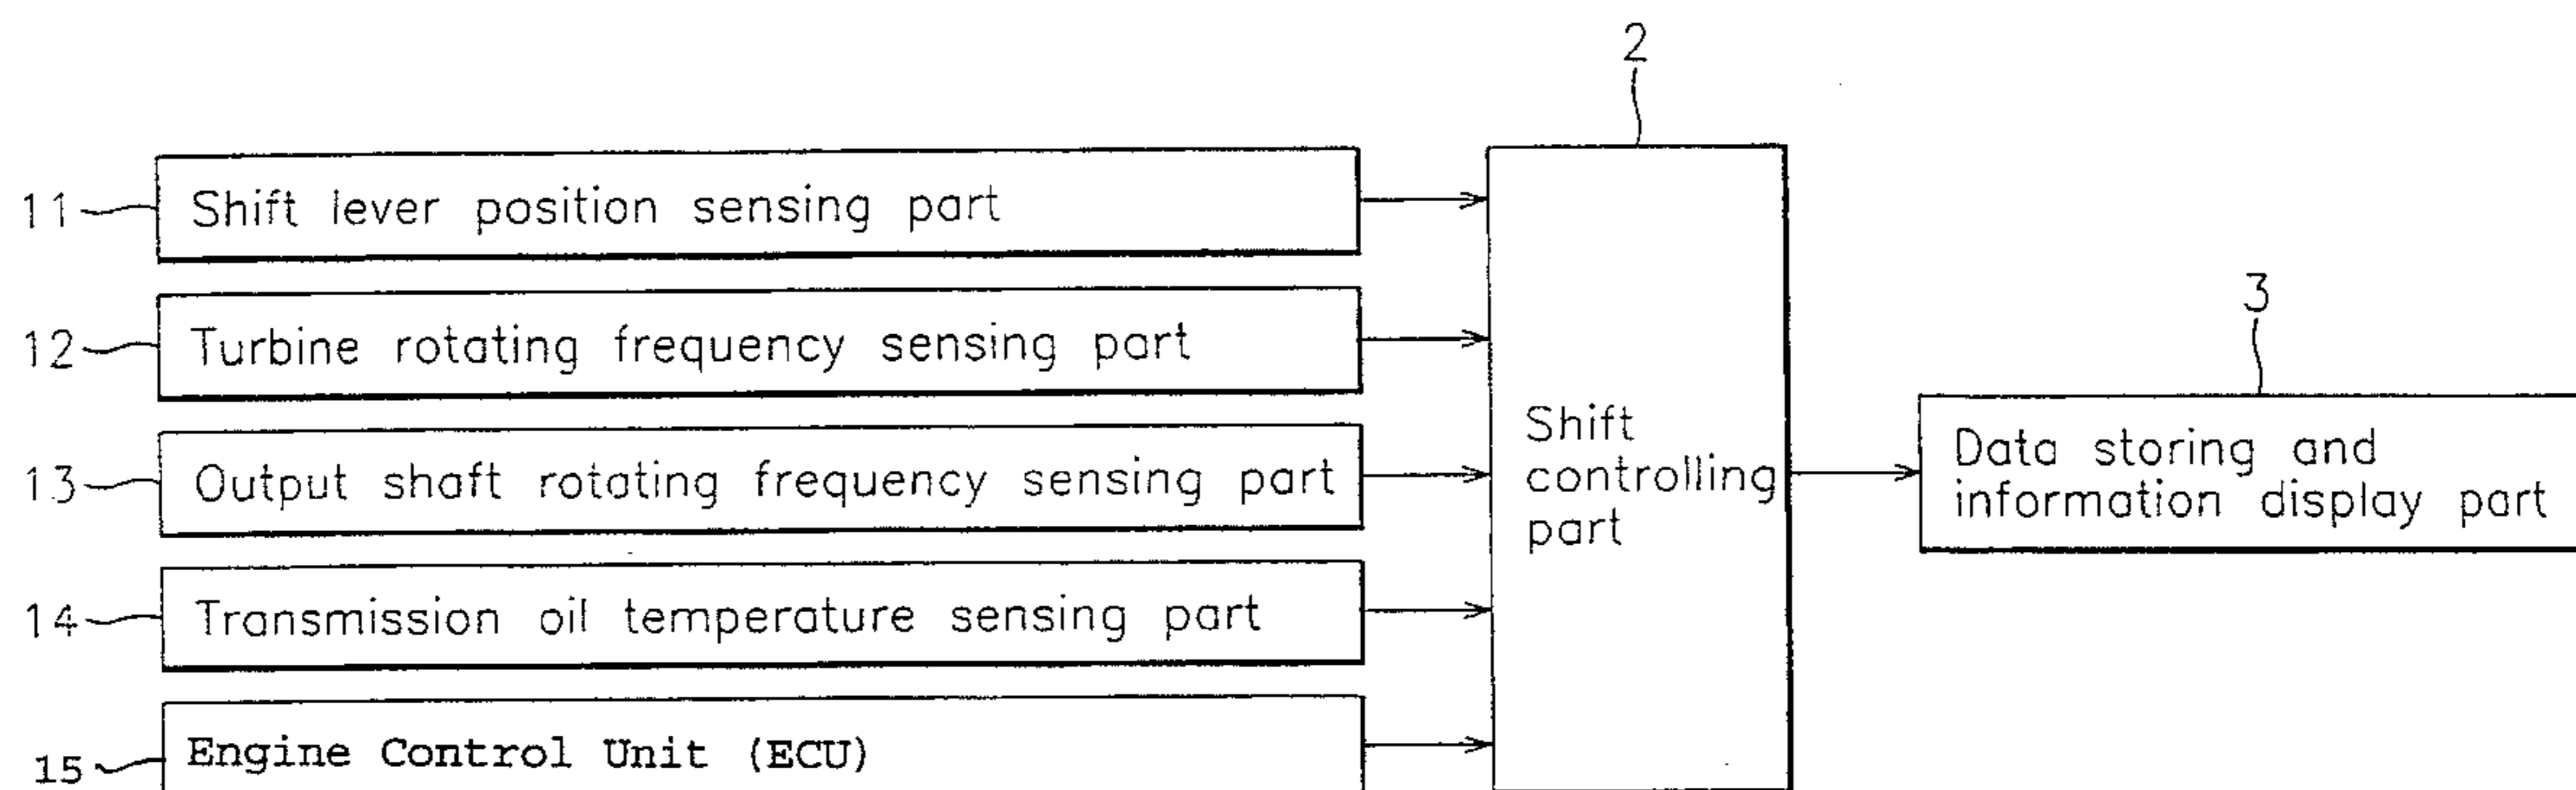 2
11 Shift lever position sensing part
12 Turbine rotating frequency sensing part
13 Output shaft rotating frequency sensing part
14 Transmission oil temperature sensing part
15 Engine Control Unit (ECU)
Shift
controlling
part
3
Data storing and
information display part